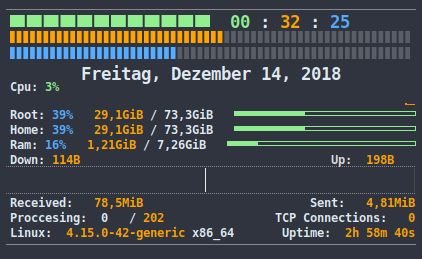 00 : 32 : 25
Freitag, Dezember 14, 2018
Cpu: 3%
Root: 39% 29,1GiB / 73,3GiB
Home: 39% 29,1GiB / 73,3GiB
Ram: 16% 1,21GiB / 7,26GiB
Down: 114B Up: 198B
Received: 78,5MiB Sent: 4,81MiB
Proccesing: 0 / 202 TCP Connections: 0
Linux: 4.15.0-42-generic x86_64 Uptime: 2h 58m 40s